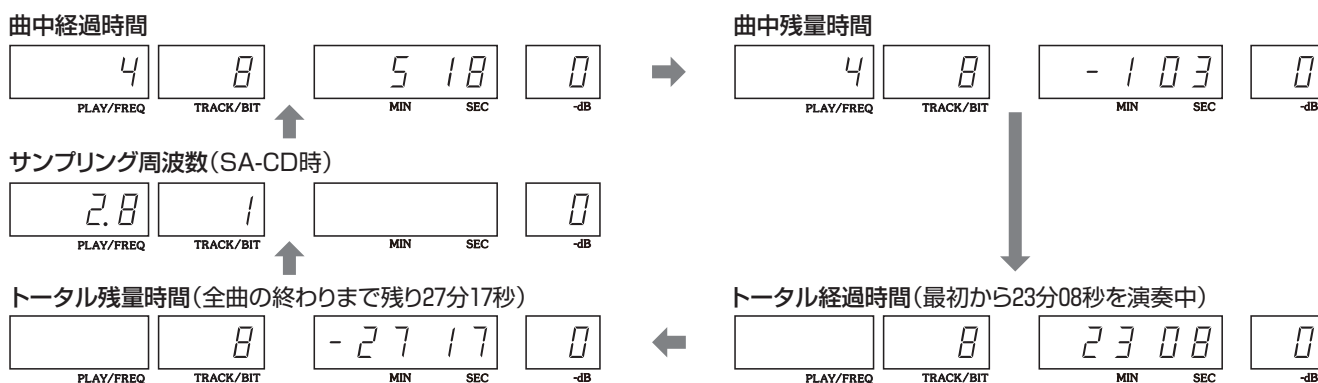 曲中経過時間
4 8 5 18 0
PLAY/FREQ TRACK/BIT MIN SEC -dB
曲中残量時間
4 8 -1 03 0
PLAY/FREQ TRACK/BIT MIN SEC -dB
サンプリング周波数(SA-CD時)
2.8 1 0
PLAY/FREQ TRACK/BIT MIN SEC -dB
トータル残量時間(全曲の終わりまで残り27分17秒)
8 -27 17 0
PLAY/FREQ TRACK/BIT MIN SEC -dB
トータル経過時間(最初から23分08秒を演奏中)
8 23 08 0
PLAY/FREQ TRACK/BIT MIN SEC -dB